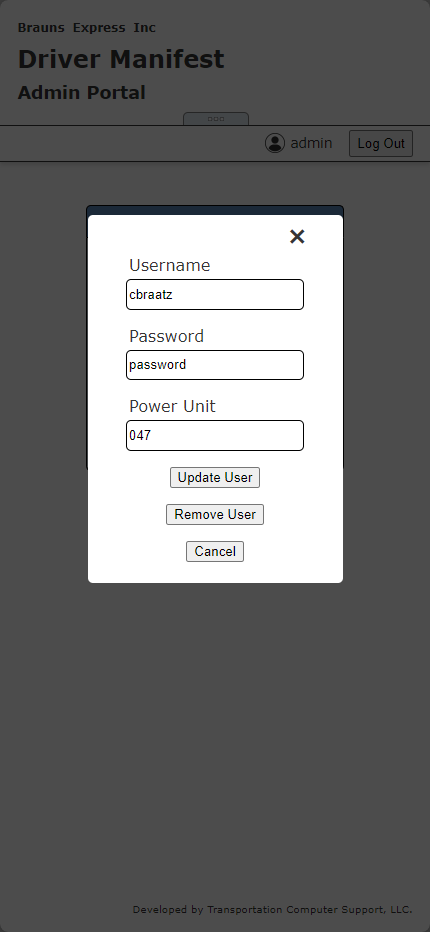 Brauns Express Inc
Driver Manifest
Admin Portal
admin
Log Out
Username
cbraatz
Password
password
Power Unit
047
Update User
Remove User
Cancel
Developed by Transportation Computer Support, LLC.